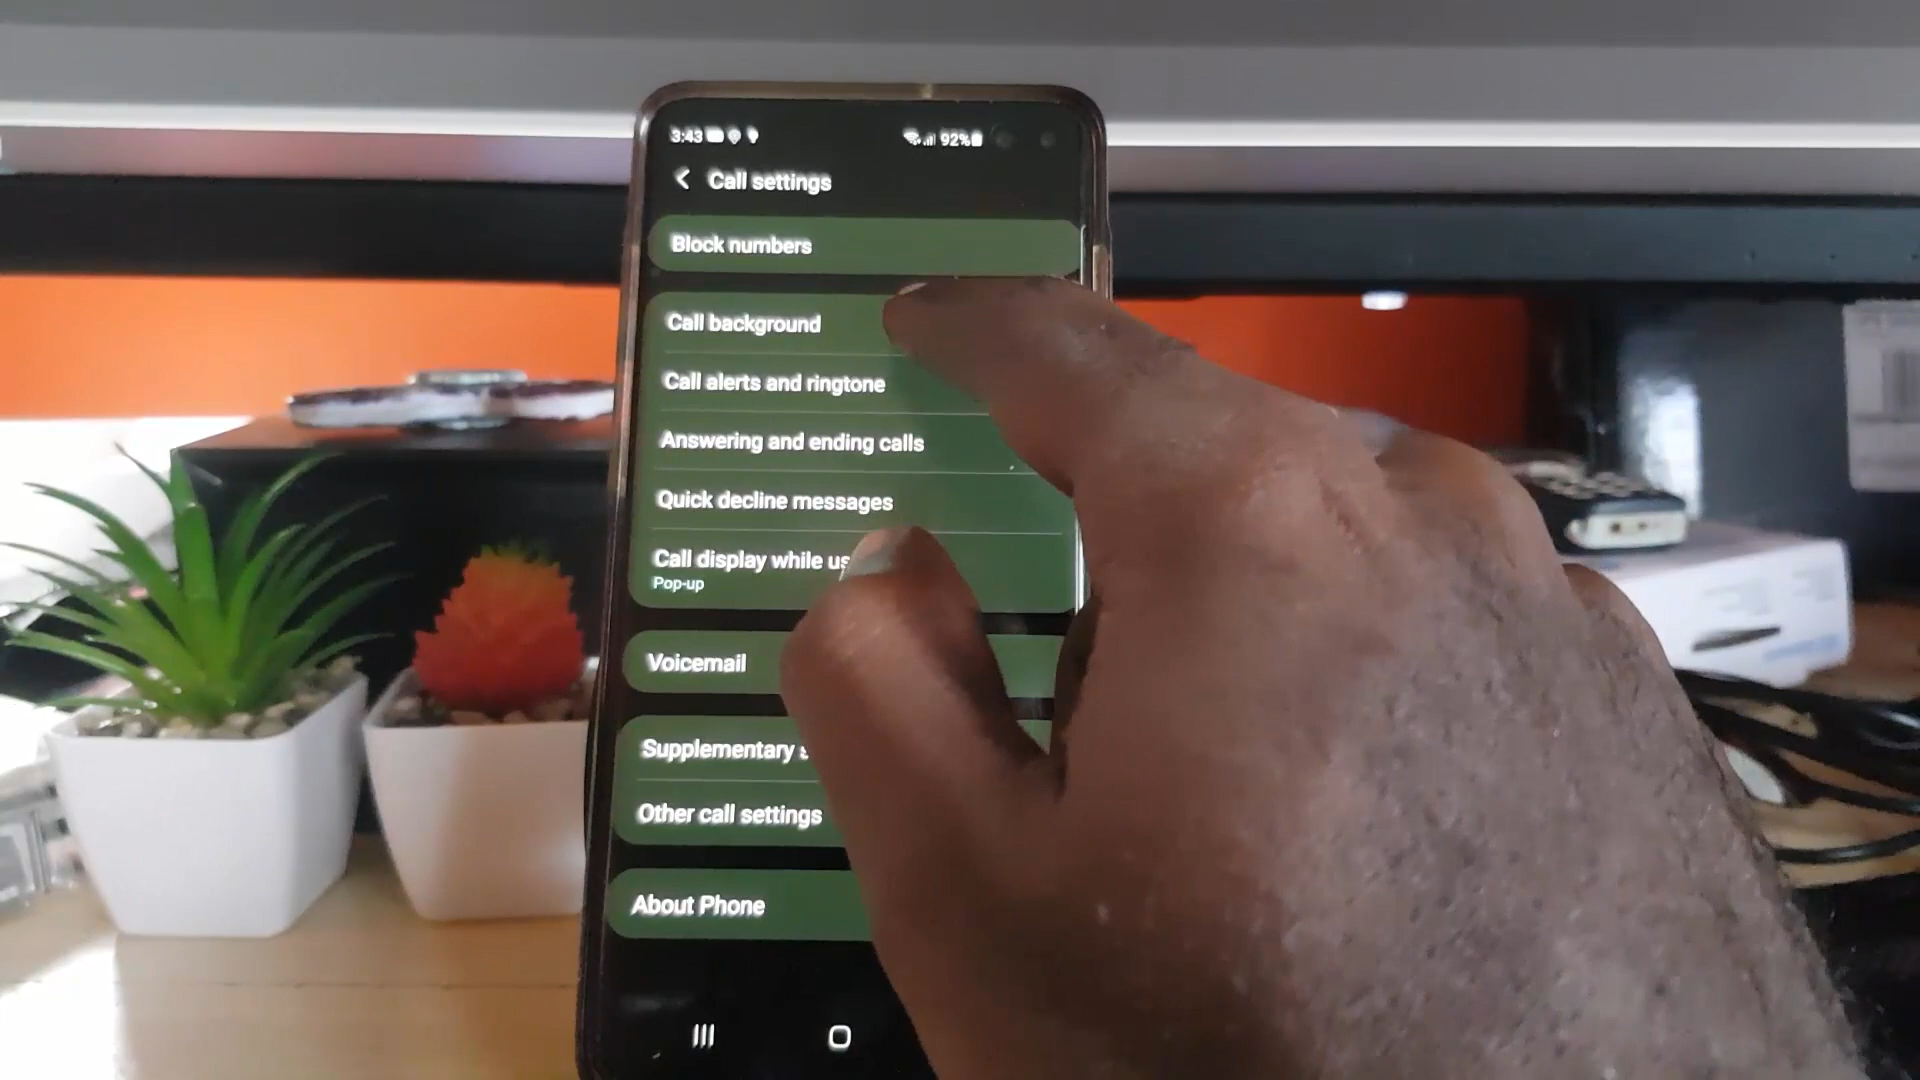 3:43 92%
Call settings
Block numbers
Call background
Call alerts and ringtone
Answering and ending calls
Quick decline messages
Call display while
Pop-up
Voicemail
Supplementary
Other call settings
About Phone